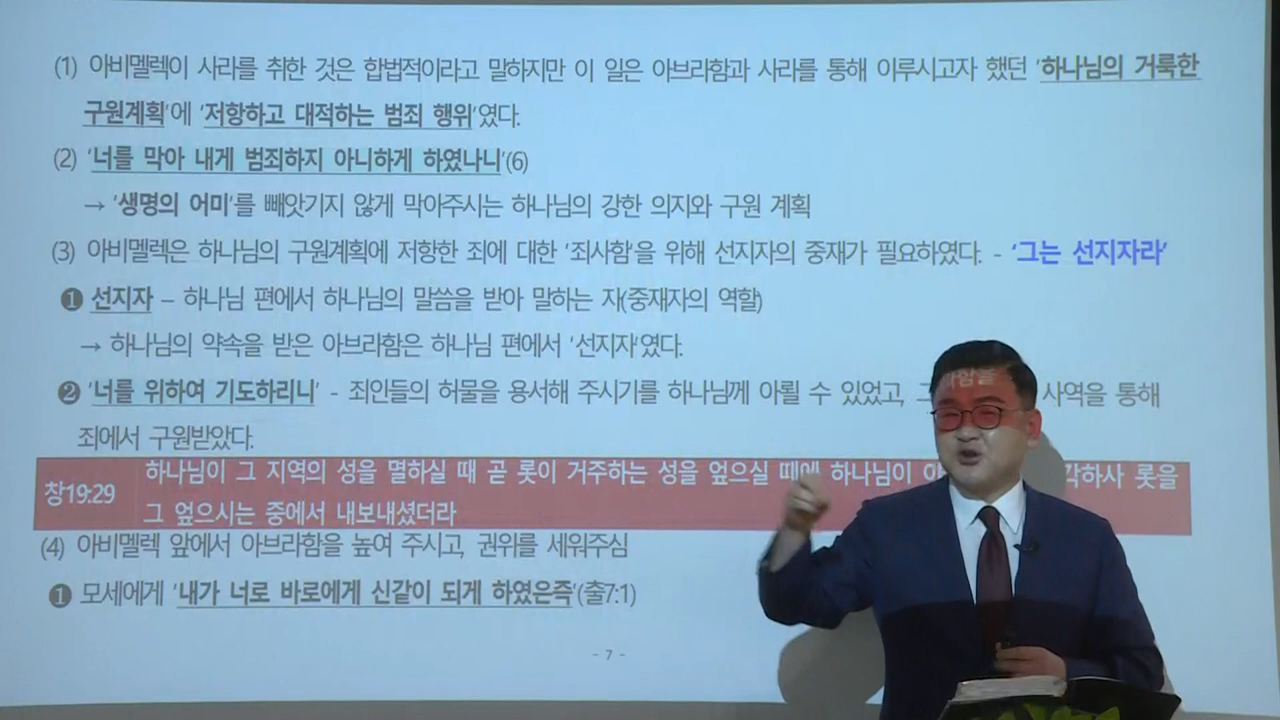 (1) 아비멜렉이 사라를 취한 것은 합법적이라고 말하지만 이 일은 아브라함과 사라를 통해 이루시고자 했던 '하나님의 거룩한
구원계획'에 '저항하고 대적하는 범죄 행위'였다.
(2) '너를 막아 내게 범죄하지 아니하게 하였나니'(6)
→ '생명의 어미'를 빼앗기지 않게 막아주시는 하나님의 강한 의지와 구원 계획
(3) 아비멜렉은 하나님의 구원계획에 저항한 죄에 대한 '죄사함'을 위해 선지자의 중재가 필요하였다. - '그는 선지자라'
❶ 선지자 – 하나님 편에서 하나님의 말씀을 받아 말하는 자(중재자의 역할)
→ 하나님의 약속을 받은 아브라함은 하나님 편에서 '선지자'였다.
❷ '너를 위하여 기도하리니' - 죄인들의 허물을 용서해 주시기를 하나님께 아뢸 수 있었고, 사역을 통해
죄에서 구원받았다.
창19:29 하나님이 그 지역의 성을 멸하실 때 곧 롯이 거주하는 성을 엎으실 때에 하나님이 각하사 롯을
그 엎으시는 중에서 내보내셨더라
(4) 아비멜렉 앞에서 아브라함을 높여 주시고, 권위를 세워주심
❶ 모세에게 '내가 너로 바로에게 신같이 되게 하였은즉'(출7:1)
- 7 -